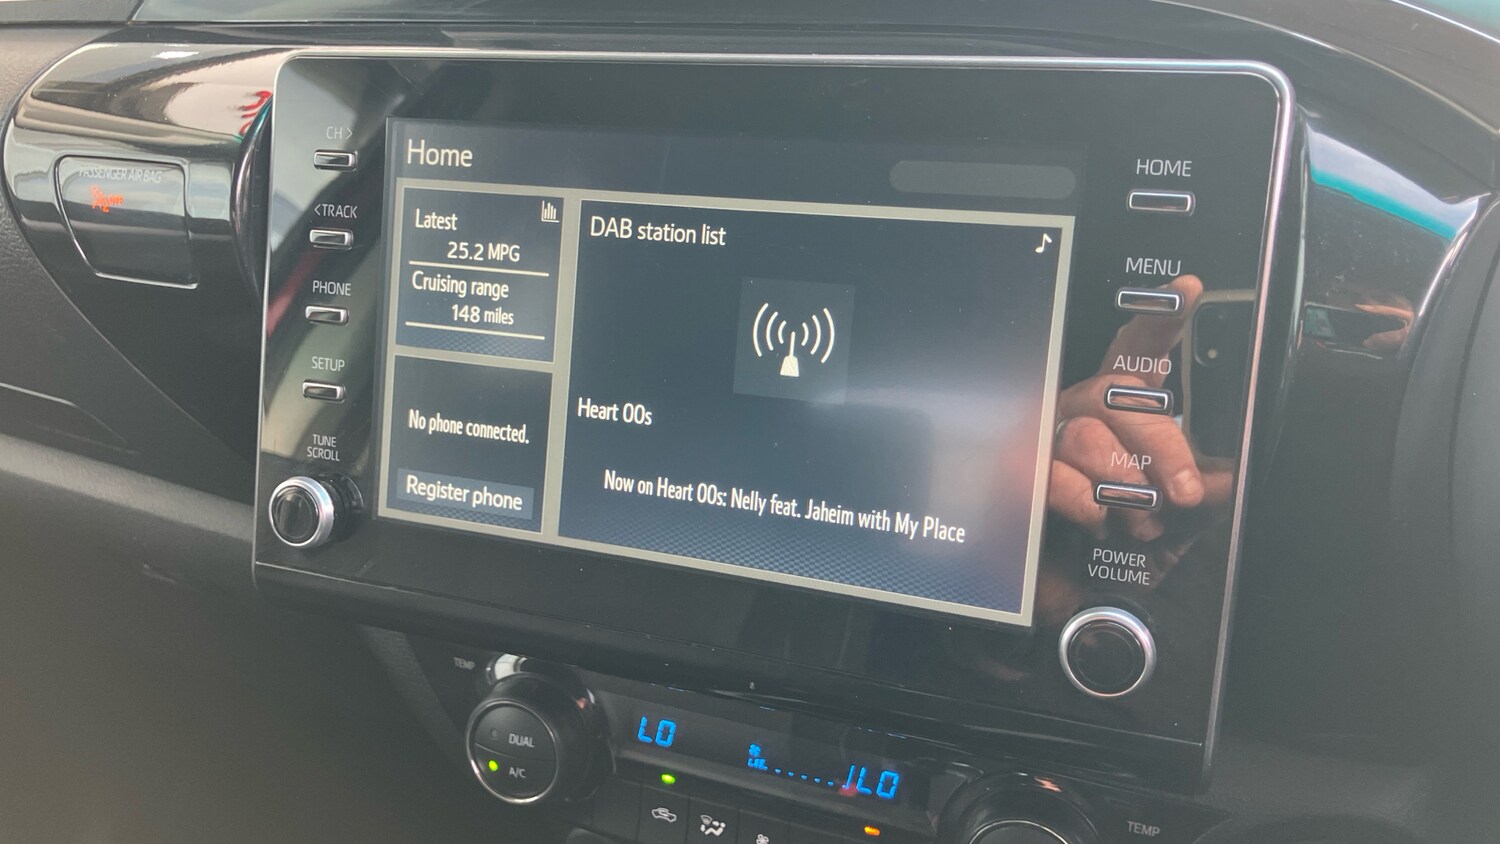 PASSENGER AIR BAG
OFF
CH >
< TRACK
PHONE
SETUP
TUNE
SCROLL
Home
Latest
25.2 MPG
Cruising range
148 miles
No phone connected.
Register phone
DAB station list
Heart 00s
Now on Heart 00s: Nelly feat. Jaheim with My Place
HOME
MENU
AUDIO
MAP
POWER
VOLUME
TEMP
DUAL
A/C
LO
LO
TEMP